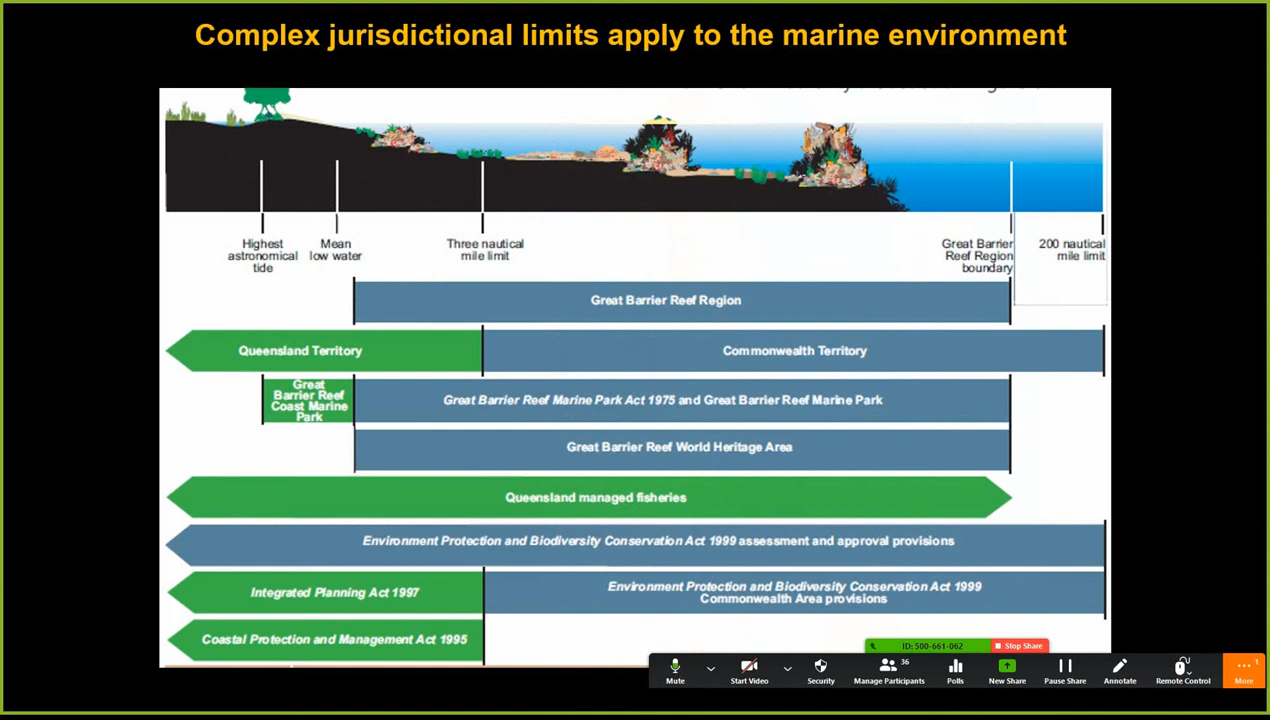 Complex jurisdictional limits apply to the marine environment
Highest
astronomical
tide
Mean
low water
Three nautical
mile limit
Great Barrier
Reef Region
boundary
200 nautical
mile limit
Great Barrier Reef Region
Queensland Territory
Commonwealth Territory
Great
Barrier Reef
Coast Marine
Park
Great Barrier Reef Marine Park Act 1975 and Great Barrier Reef Marine Park
Great Barrier Reef World Heritage Area
Queensland managed fisheries
Environment Protection and Biodiversity Conservation Act 1999 assessment and approval provisions
Integrated Planning Act 1997
Environment Protection and Biodiversity Conservation Act 1999
Commonwealth Area provisions
Coastal Protection and Management Act 1995
ID: 500-661-062
Stop Share
36
1
Mute
Start Video
Security
Manage Participants
Polls
New Share
Pause Share
Annotate
Remote Control
More